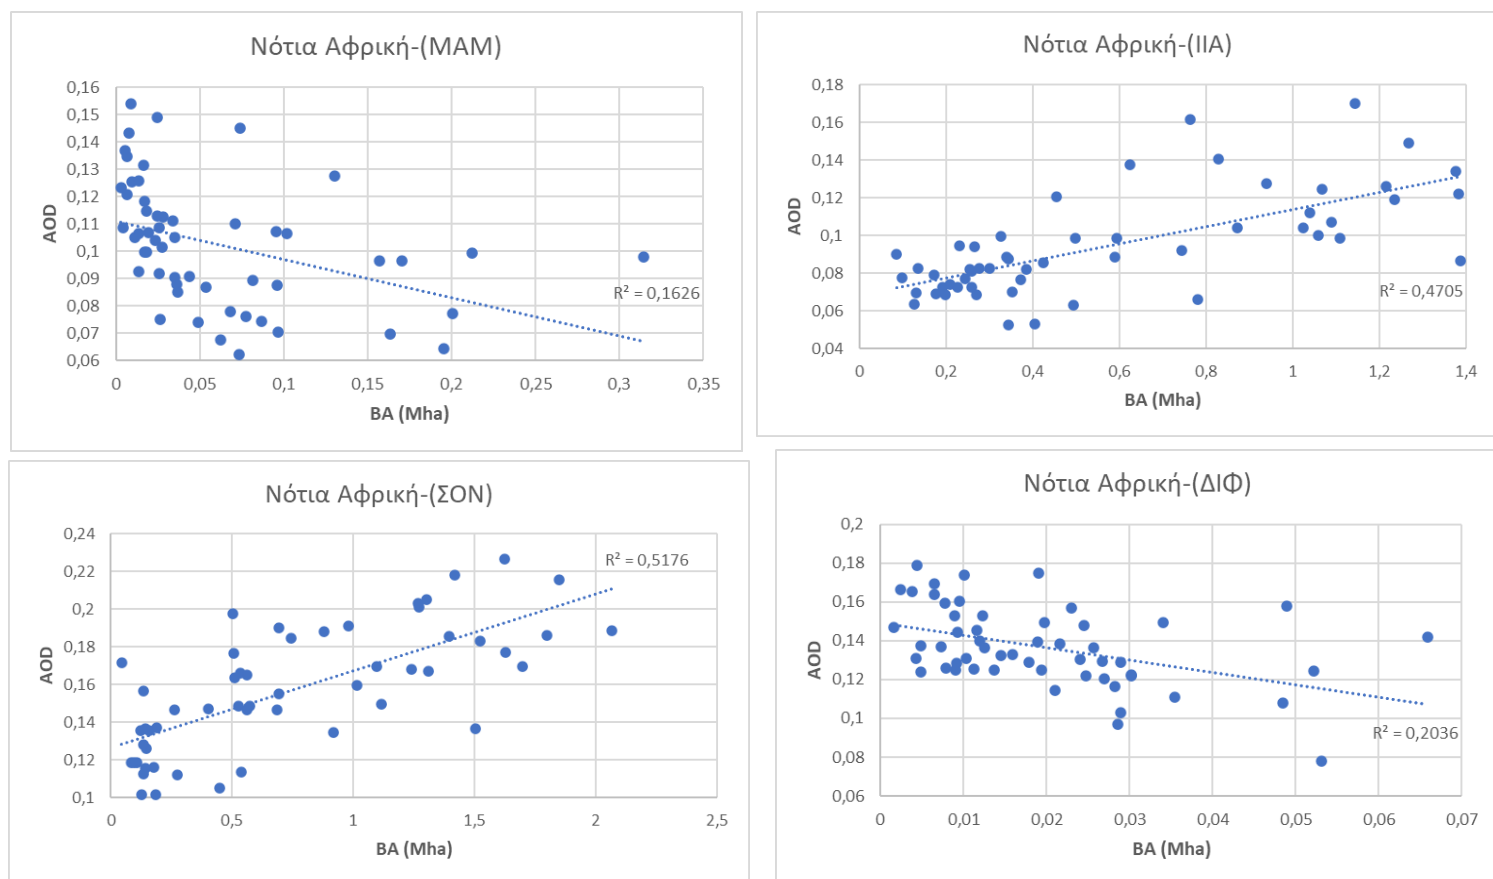 Νότια Αφρική-(ΜΑΜ)
0,16
0,15
0,14
0,13
0,12
0,11
0,1
0,09
0,08
0,07
0,06
AOD
R² = 0,1626
0 0,05 0,1 0,15 0,2 0,25 0,3 0,35
BA (Mha)
Νότια Αφρική-(ΙΙΑ)
0,18
0,16
0,14
0,12
0,1
0,08
0,06
0,04
AOD
R² = 0,4705
0 0,2 0,4 0,6 0,8 1 1,2 1,4
BA (Mha)
Νότια Αφρική-(ΣΟΝ)
0,24
0,22
0,2
0,18
0,16
0,14
0,12
0,1
AOD
R² = 0,5176
0 0,5 1 1,5 2 2,5
BA (Mha)
Νότια Αφρική-(ΔΙΦ)
0,2
0,18
0,16
0,14
0,12
0,1
0,08
0,06
AOD
R² = 0,2036
0 0,01 0,02 0,03 0,04 0,05 0,06 0,07
BA (Mha)